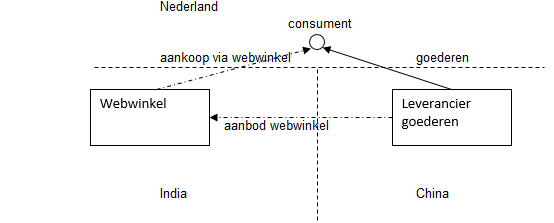 Nederland
consument
aankoop via webwinkel
goederen
Webwinkel
Leverancier
goederen
aanbod webwinkel
India
China